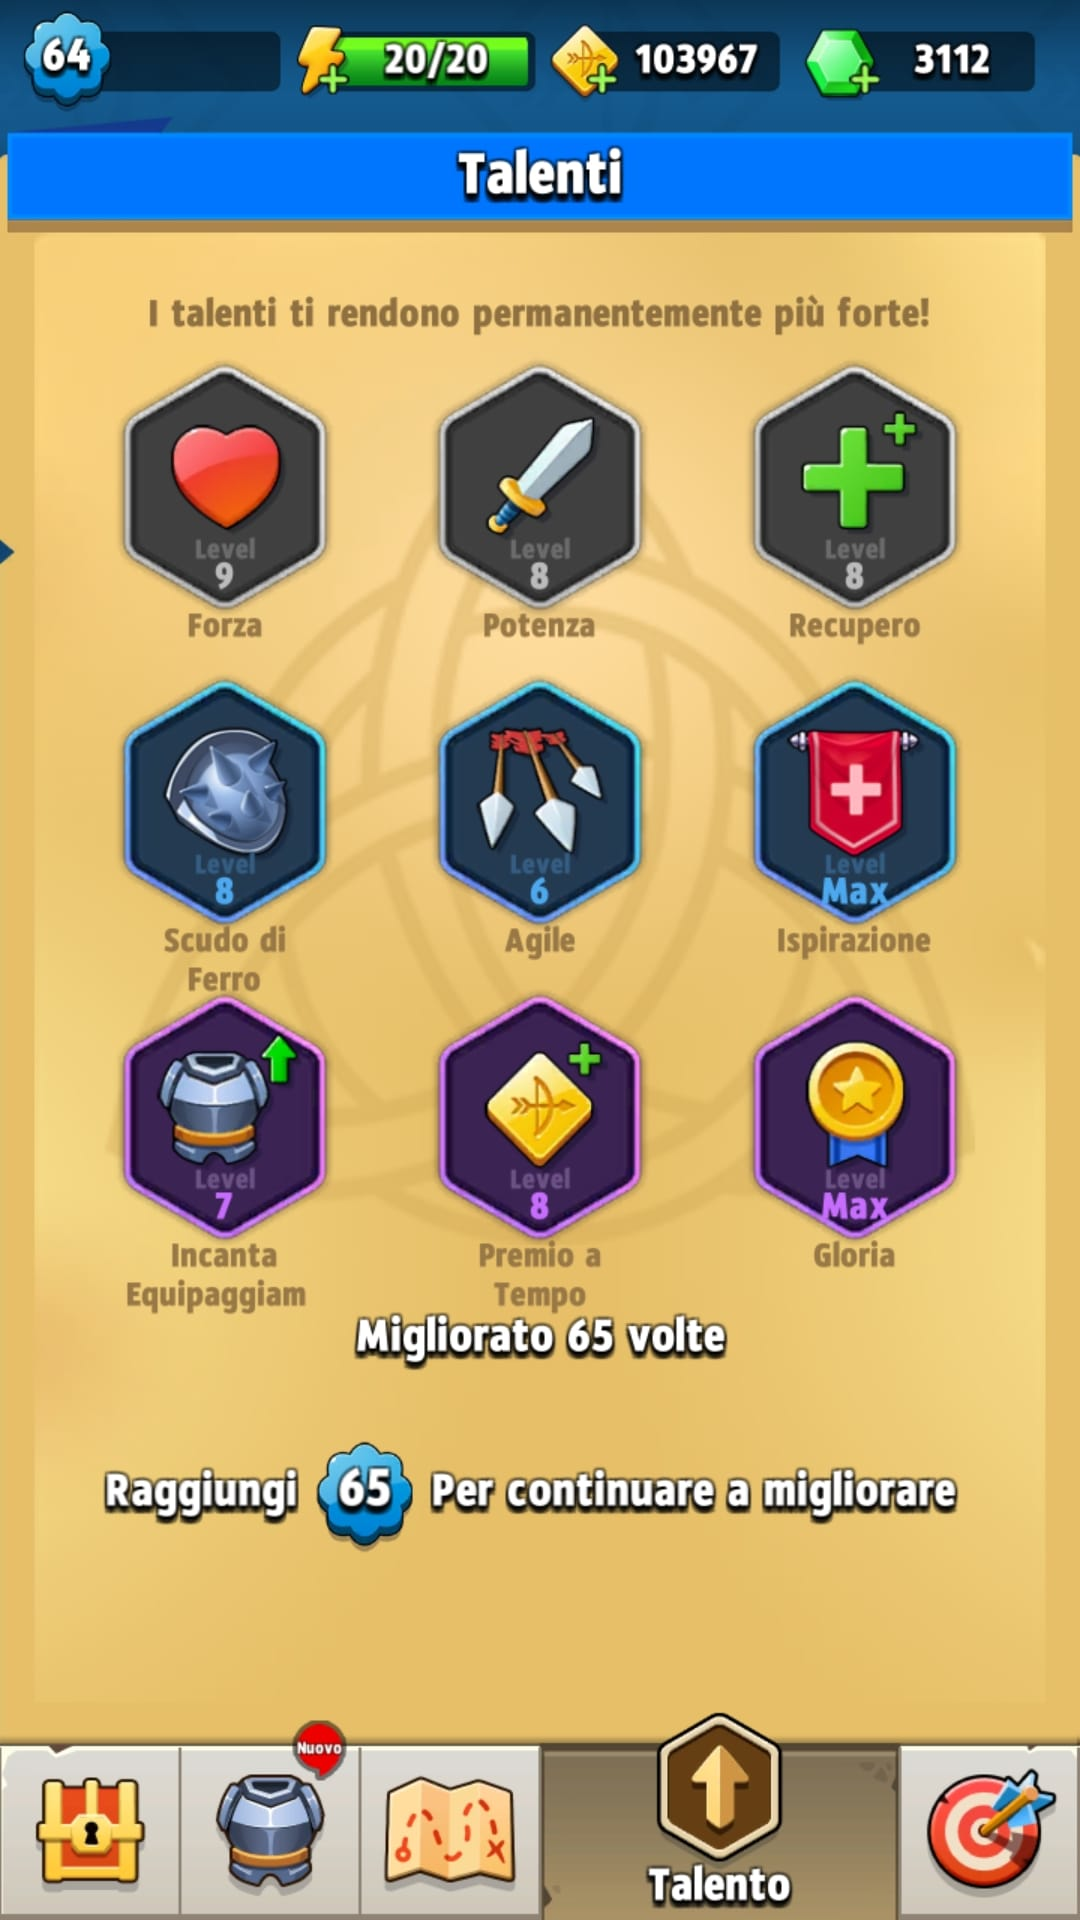 64
20/20
103967
3112
Talenti
I talenti ti rendono permanentemente più forte!
Level
9
Forza
Level
8
Potenza
Level
8
Recupero
Level
8
Scudo di
Ferro
Level
6
Agile
Level
Max
Ispirazione
Level
7
Incanta
Equipaggiam
Level
8
Premio a
Tempo
Level
Max
Gloria
Migliorato 65 volte
Raggiungi 65 Per continuare a migliorare
Nuovo
Talento